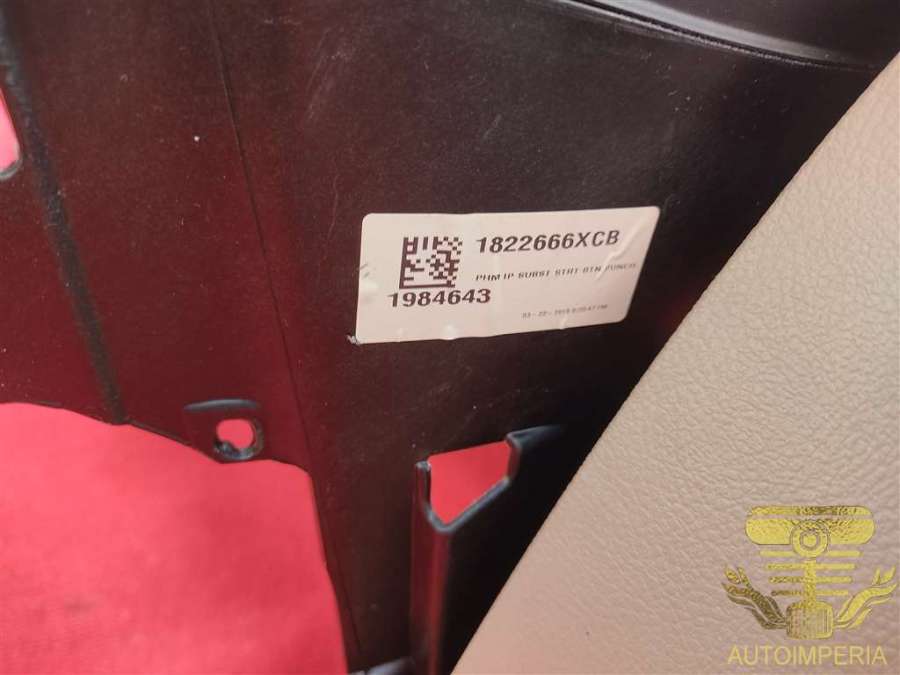 1822666XCB
PHM IP SUBST STRT BTN PUNCH
1984643
AUTOIMPERIA